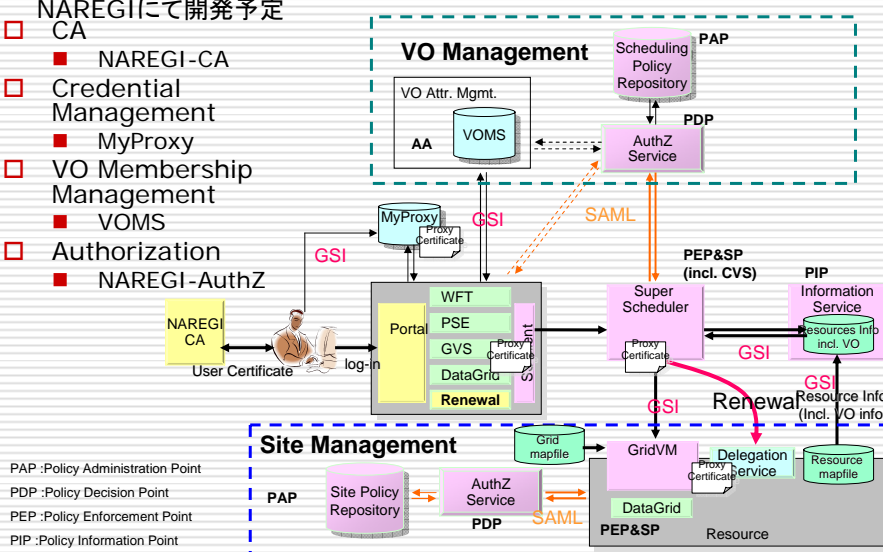 NAREGIにて開発予定
CA
NAREGI-CA
Credential
Management
MyProxy
VO Membership
Management
VOMS
Authorization
NAREGI-AuthZ
VO Management
VO Attr. Mgmt.
AA
VOMS
Scheduling
Policy
Repository
PAP
PDP
AuthZ
Service
SAML
MyProxy
Proxy
Certificate
GSI
GSI
PEP&SP
(incl. CVS)
PIP
NAREGI
CA
User Certificate
log-in
Portal
WFT
PSE
GVS
DataGrid
Renewal
Proxy
Certificate
Super
Scheduler
Proxy
Certificate
Information
Service
Resources Info
incl. VO
GSI
GSI
GSI
Renewal
Resource Info
(Incl. VO info
Site Management
Grid
mapfile
GridVM
Proxy
Certificate
Delegation
Service
Resource
mapfile
PAP
Site Policy
Repository
AuthZ
Service
PDP
SAML
DataGrid
PEP&SP
Resource
PAP :Policy Administration Point
PDP :Policy Decision Point
PEP :Policy Enforcement Point
PIP :Policy Information Point